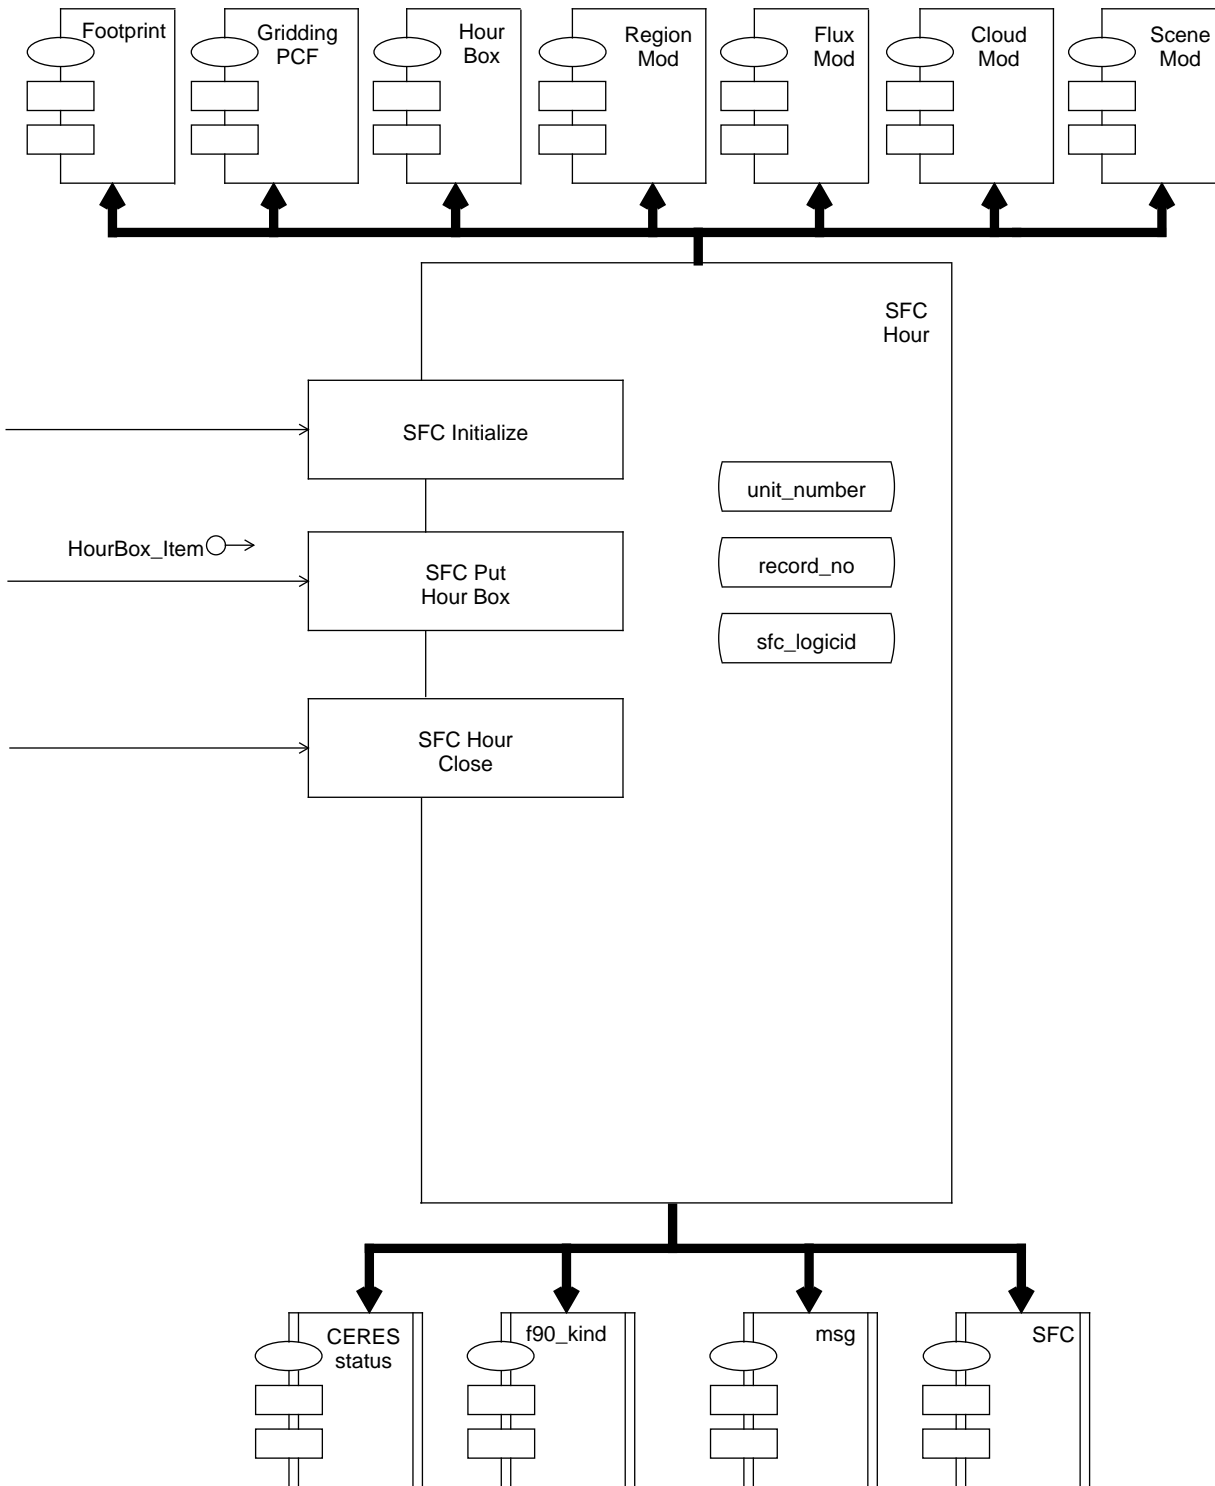 Footprint
Gridding
PCF
Hour
Box
Region
Mod
Flux
Mod
Cloud
Mod
Scene
Mod
SFC
Hour
SFC Initialize
unit_number
HourBox_Item
SFC Put
Hour Box
record_no
sfc_logicid
SFC Hour
Close
CERES
status
f90_kind
msg
SFC